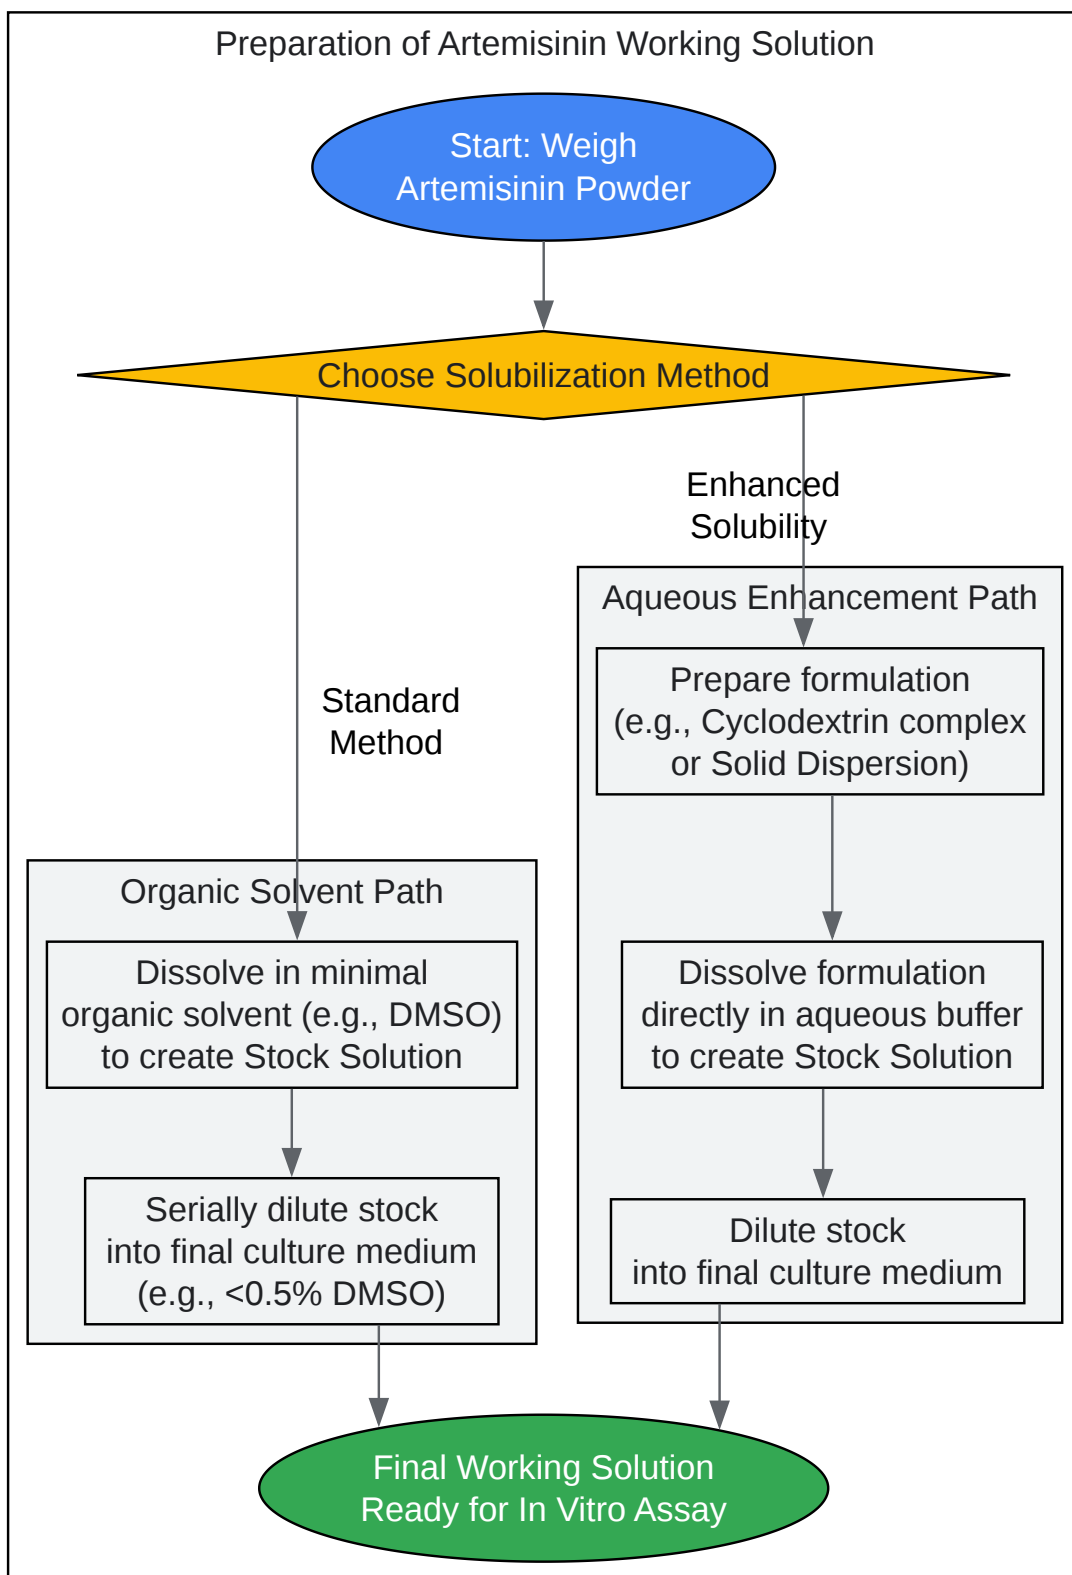 Preparation of Artemisinin Working Solution
Start: Weigh
Artemisinin Powder
Choose Solubilization Method
Enhanced
Solubility
Standard
Method
Aqueous Enhancement Path
Prepare formulation
(e.g., Cyclodextrin complex
or Solid Dispersion)
Dissolve formulation
directly in aqueous buffer
to create Stock Solution
Dilute stock
into final culture medium
Organic Solvent Path
Dissolve in minimal
organic solvent (e.g., DMSO)
to create Stock Solution
Serially dilute stock
into final culture medium
(e.g., <0.5% DMSO)
Final Working Solution
Ready for In Vitro Assay